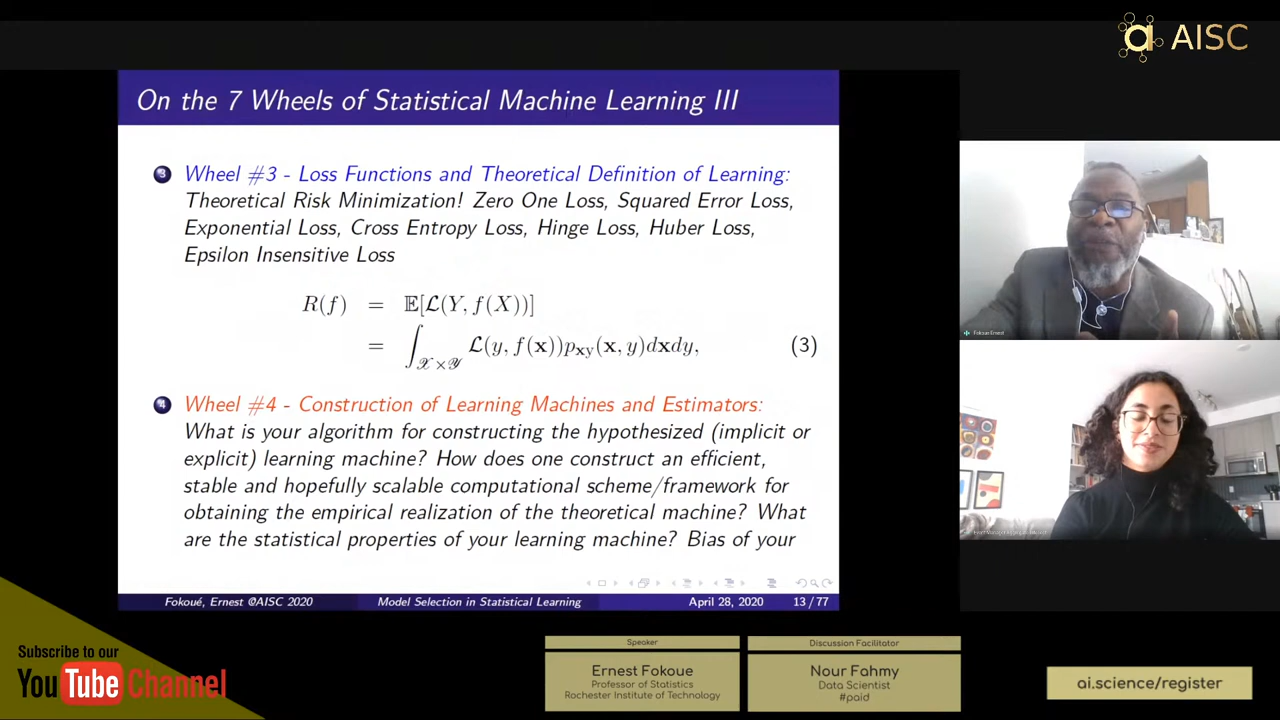 AISC
On the 7 Wheels of Statistical Machine Learning III
3 Wheel #3 - Loss Functions and Theoretical Definition of Learning:
Theoretical Risk Minimization! Zero One Loss, Squared Error Loss,
Exponential Loss, Cross Entropy Loss, Hinge Loss, Huber Loss,
Epsilon Insensitive Loss
R(f) = 𝔼[ℒ(Y, f(X))]
= ∫𝒳×𝒴 ℒ(y, f(x))pxy(x, y)dxdy, (3)
4 Wheel #4 - Construction of Learning Machines and Estimators:
What is your algorithm for constructing the hypothesized (implicit or
explicit) learning machine? How does one construct an efficient,
stable and hopefully scalable computational scheme/framework for
obtaining the empirical realization of the theoretical machine? What
are the statistical properties of your learning machine? Bias of your
Fokoué, Ernest @AISC 2020 Model Selection in Statistical Learning April 28, 2020 13 / 77
Fokoue Ernest
Subscribe to our
YouTube Channel
Speaker
Ernest Fokoue
Professor of Statistics
Rochester Institute of Technology
Discussion Facilitator
Nour Fahmy
Data Scientist
#paid
ai.science/register